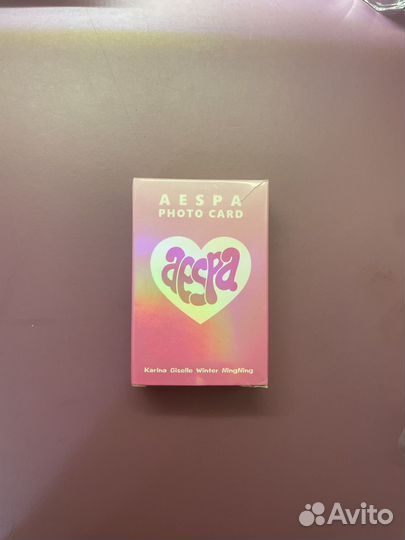 AESPA
PHOTO CARD
aespa
Karina Giselle Winter NingNing
Avito